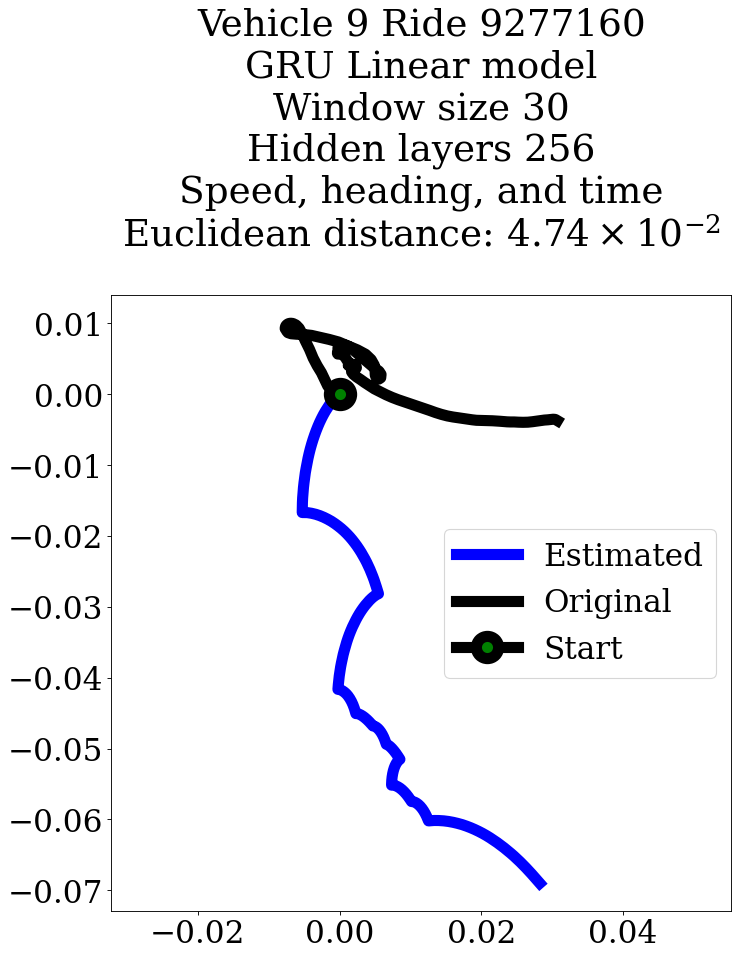 Vehicle 9 Ride 9277160
GRU Linear model
Window size 30
Hidden layers 256
Speed, heading, and time
Euclidean distance: 4.74 × 10⁻²
0.01
0.00
−0.01
−0.02
−0.03
−0.04
−0.05
−0.06
−0.07
Estimated
Original
Start
−0.02 0.00 0.02 0.04